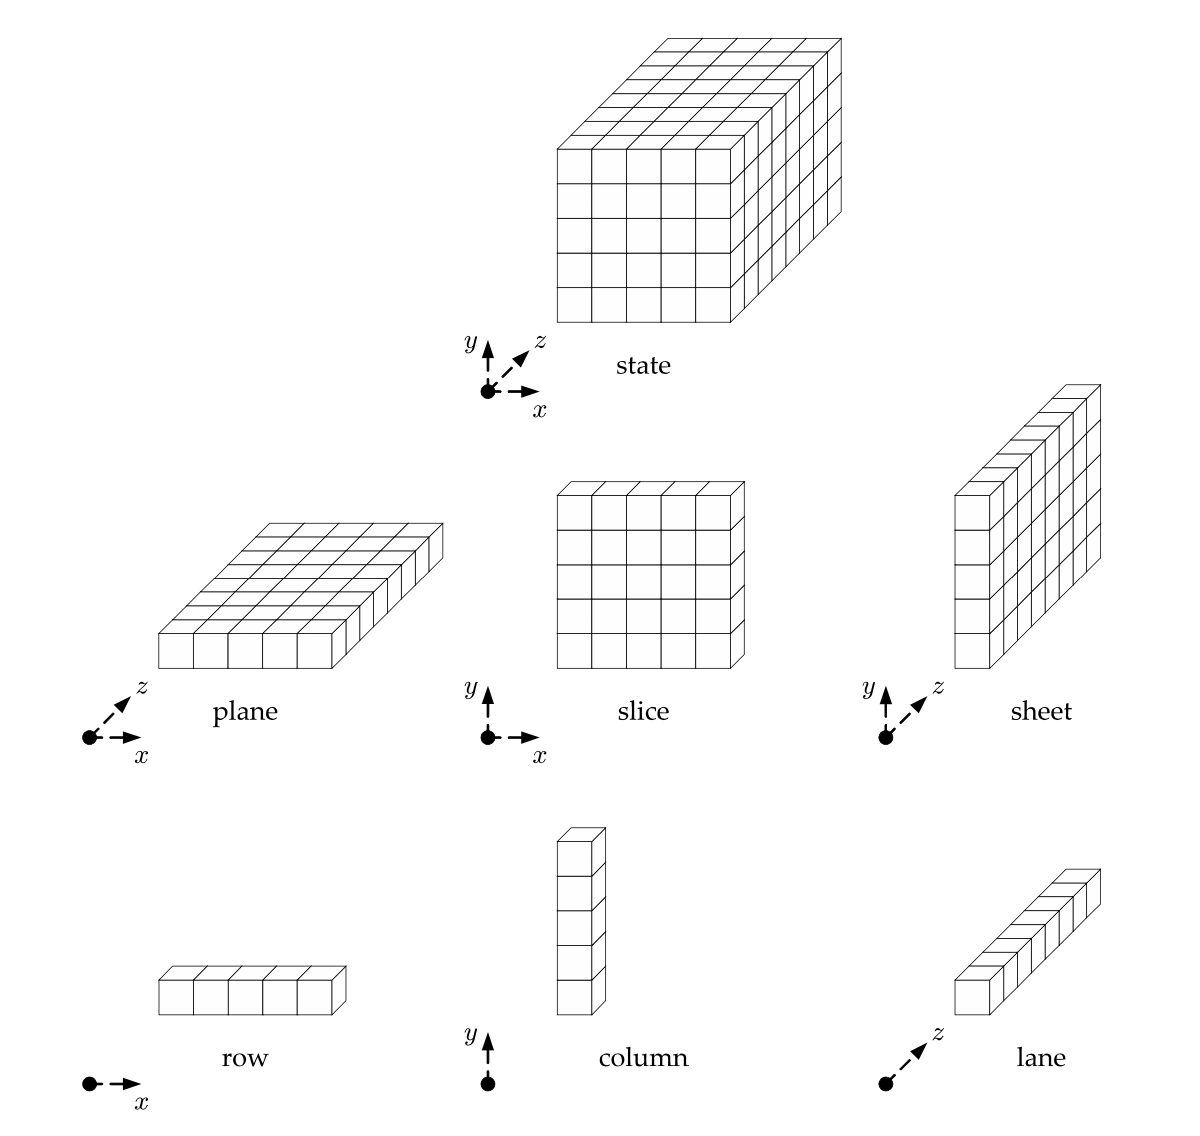 y z
state
x
z
plane
x
y
slice
x
y z
sheet
row
x
y
column
z
lane